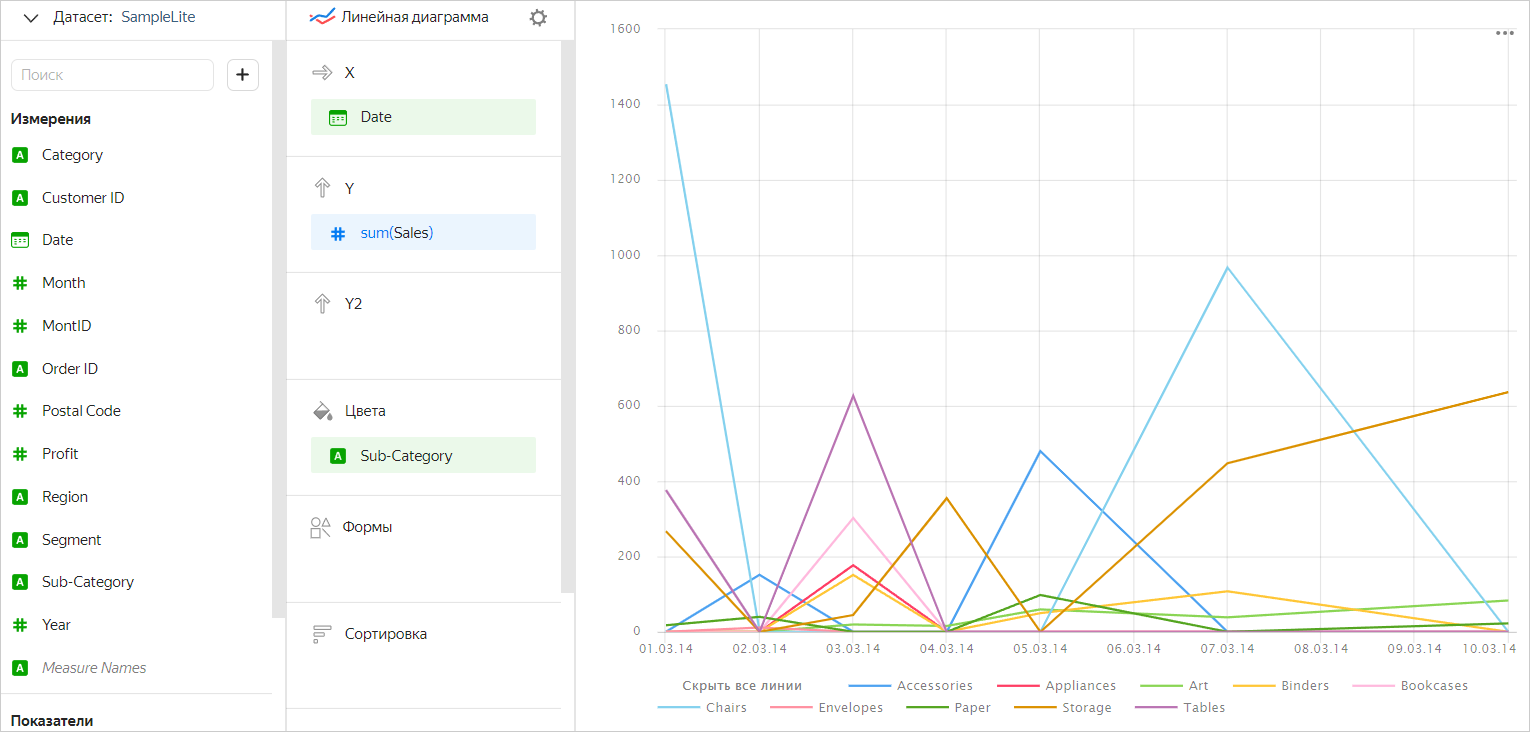 Датасет: SampleLite
Поиск
+
Измерения
Category
Customer ID
Date
Month
MontID
Order ID
Postal Code
Profit
Region
Segment
Sub-Category
Year
Measure Names
Показатели
Линейная диаграмма
X
Date
Y
sum(Sales)
Y2
Цвета
Sub-Category
Формы
Сортировка
1600
1400
1200
1000
800
600
400
200
0
01.03.14 02.03.14 03.03.14 04.03.14 05.03.14 06.03.14 07.03.14 08.03.14 09.03.14 10.03.14
Скрыть все линии Accessories Appliances Art Binders Bookcases
Chairs Envelopes Paper Storage Tables